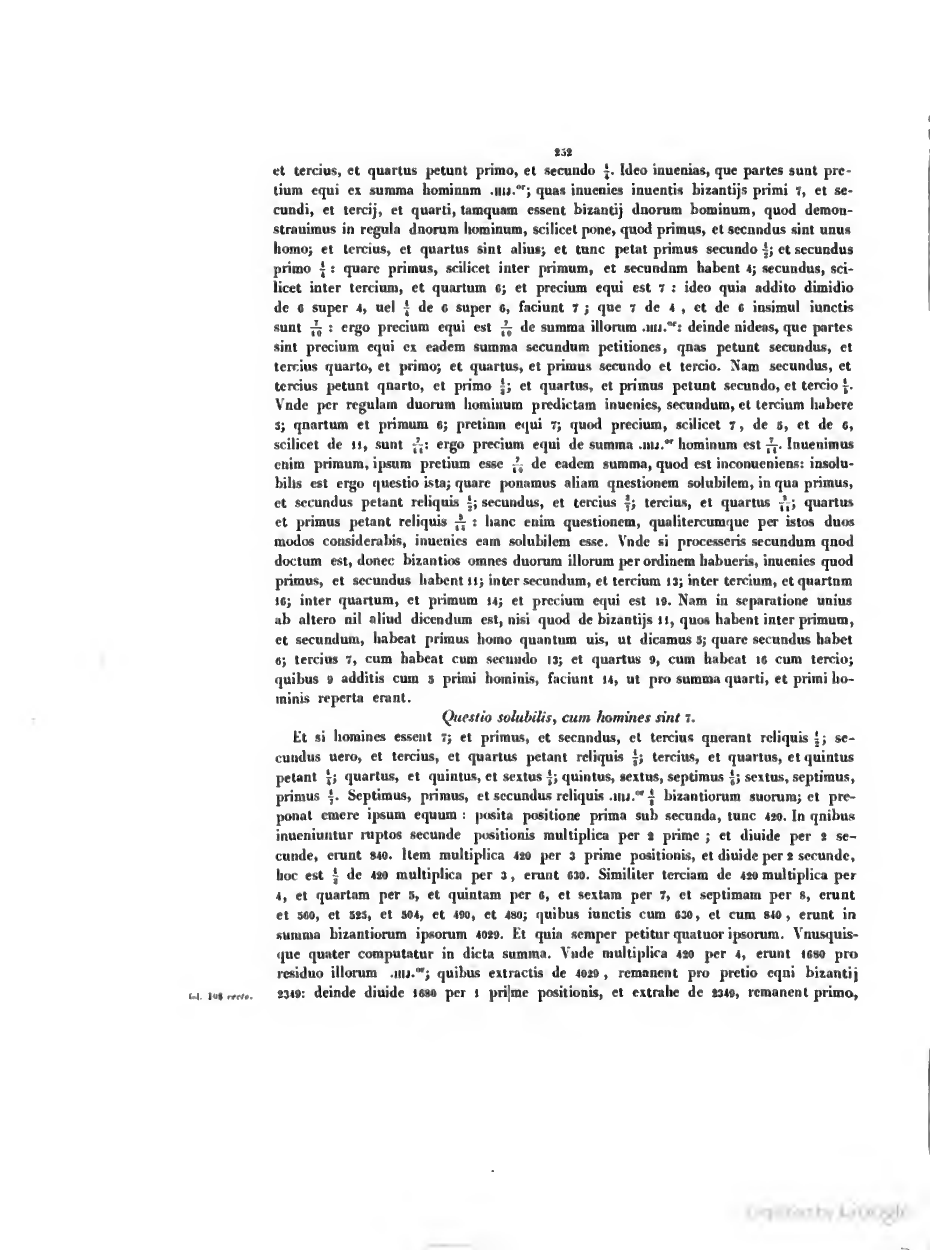 252
et tercius, et quartus petunt primo, et secundo 1/4. Ideo inuenias, que partes sunt pre-
tium equi ex summa hominum .IIIJ.ᵒʳ; quas inuenies inuentis bizantijs primi 7, et se-
cundi, et tercij, et quarti, tamquam essent bizantij duorum hominum, quod demon-
strauimus in regula duorum hominum, scilicet pone, quod primus, et secundus sint unus
homo; et tercius, et quartus sint alius; et tunc petat primus secundo 1/2; et secundus
primo 1/4 : quare primus, scilicet inter primum, et secundum habent 4; secundus, sci-
licet inter tercium, et quartum 6; et precium equi est 7 : ideo quia addito dimidio
de 6 super 4, uel 1/4 de 6 super 6, faciunt 7 ; que 7 de 4 , et de 6 insimul iunctis
sunt 7/10 : ergo precium equi est 7/10 de summa illorum .IIIJ.ᵒʳ: deinde uideas, que partes
sint precium equi ex eadem summa secundum petitiones, quas petunt secundus, et
tercius quarto, et primo; et quartus, et primus secundo et tercio. Nam secundus, et
tercius petunt quarto, et primo 1/3; et quartus, et primus petunt secundo, et tercio 1/5.
Vnde per regulam duorum hominum predictam inuenies, secundum, et tercium habere
5; quartum et primum 6; pretium equi 7; quod precium, scilicet 7 , de 5, et de 6,
scilicet de 11, sunt 7/11: ergo precium equi de summa .IIIJ.ᵒʳ hominum est 7/11. Inuenimus
enim primum, ipsum pretium esse 7/10 de eadem summa, quod est inconueniens: insolu-
bilis est ergo questio ista; quare ponamus aliam questionem solubilem, in qua primus,
et secundus petant reliquis 1/2; secundus, et tercius 3/7; tercius, et quartus 3/11; quartus
et primus petant reliquis 5/13 : hanc enim questionem, qualitercumque per istos duos
modos considerabis, inuenies eam solubilem esse. Vnde si processeris secundum quod
doctum est, donec bizantios omnes duorum illorum per ordinem habueris, inuenies quod
primus, et secundus habent 11; inter secundum, et tercium 13; inter tercium, et quartum
16; inter quartum, et primum 14; et precium equi est 19. Nam in separatione unius
ab altero nil aliud dicendum est, nisi quod de bizantijs 11, quos habent inter primum,
et secundum, habeat primus homo quantum uis, ut dicamus 5; quare secundus habet
6; tercius 7, cum habeat cum secundo 13; et quartus 9, cum habeat 16 cum tercio;
quibus 9 additis cum 5 primi hominis, faciunt 14, ut pro summa quarti, et primi ho-
minis reperta erant.
Questio solubilis, cum homines sint 7.
Et si homines essent 7; et primus, et secundus, et tercius querant reliquis 1/2; se-
cundus uero, et tercius, et quartus petant reliquis 1/3; tercius, et quartus, et quintus
petant 1/4; quartus, et quintus, et sextus 1/5; quintus, sextus, septimus 1/6; sextus, septimus,
primus 1/7. Septimus, primus, et secundus reliquis .IIIJ.ᵒʳ 1/8 bizantiorum suorum; et pre-
ponat emere ipsum equum : posita positione prima sub secunda, tunc 420. In quibus
inueniuntur ruptos secunde positionis multiplica per 2 prime ; et diuide per 2 se-
cunde, erunt 840. Item multiplica 420 per 3 prime positionis, et diuide per 2 secunde,
hoc est 1/2 de 420 multiplica per 3 , erunt 630. Similiter terciam de 420 multiplica per
4, et quartam per 5, et quintam per 6, et sextam per 7, et septimam per 8, erunt
et 560, et 525, et 504, et 490, et 480; quibus iunctis cum 630, et cum 840 , erunt in
summa bizantiorum ipsorum 4029. Et quia semper petitur quatuor ipsorum. Vnusquis-
que quater computatur in dicta summa. Vnde multiplica 420 per 4, erunt 1680 pro
residuo illorum .IIIJ.ᵒʳ; quibus extractis de 4029 , remanent pro pretio equi bizantij
fol. 108 recto. 2349: deinde diuide 1680 per 1 pri|me positionis, et extrahe de 2349, remanent primo,
Digitized by Google